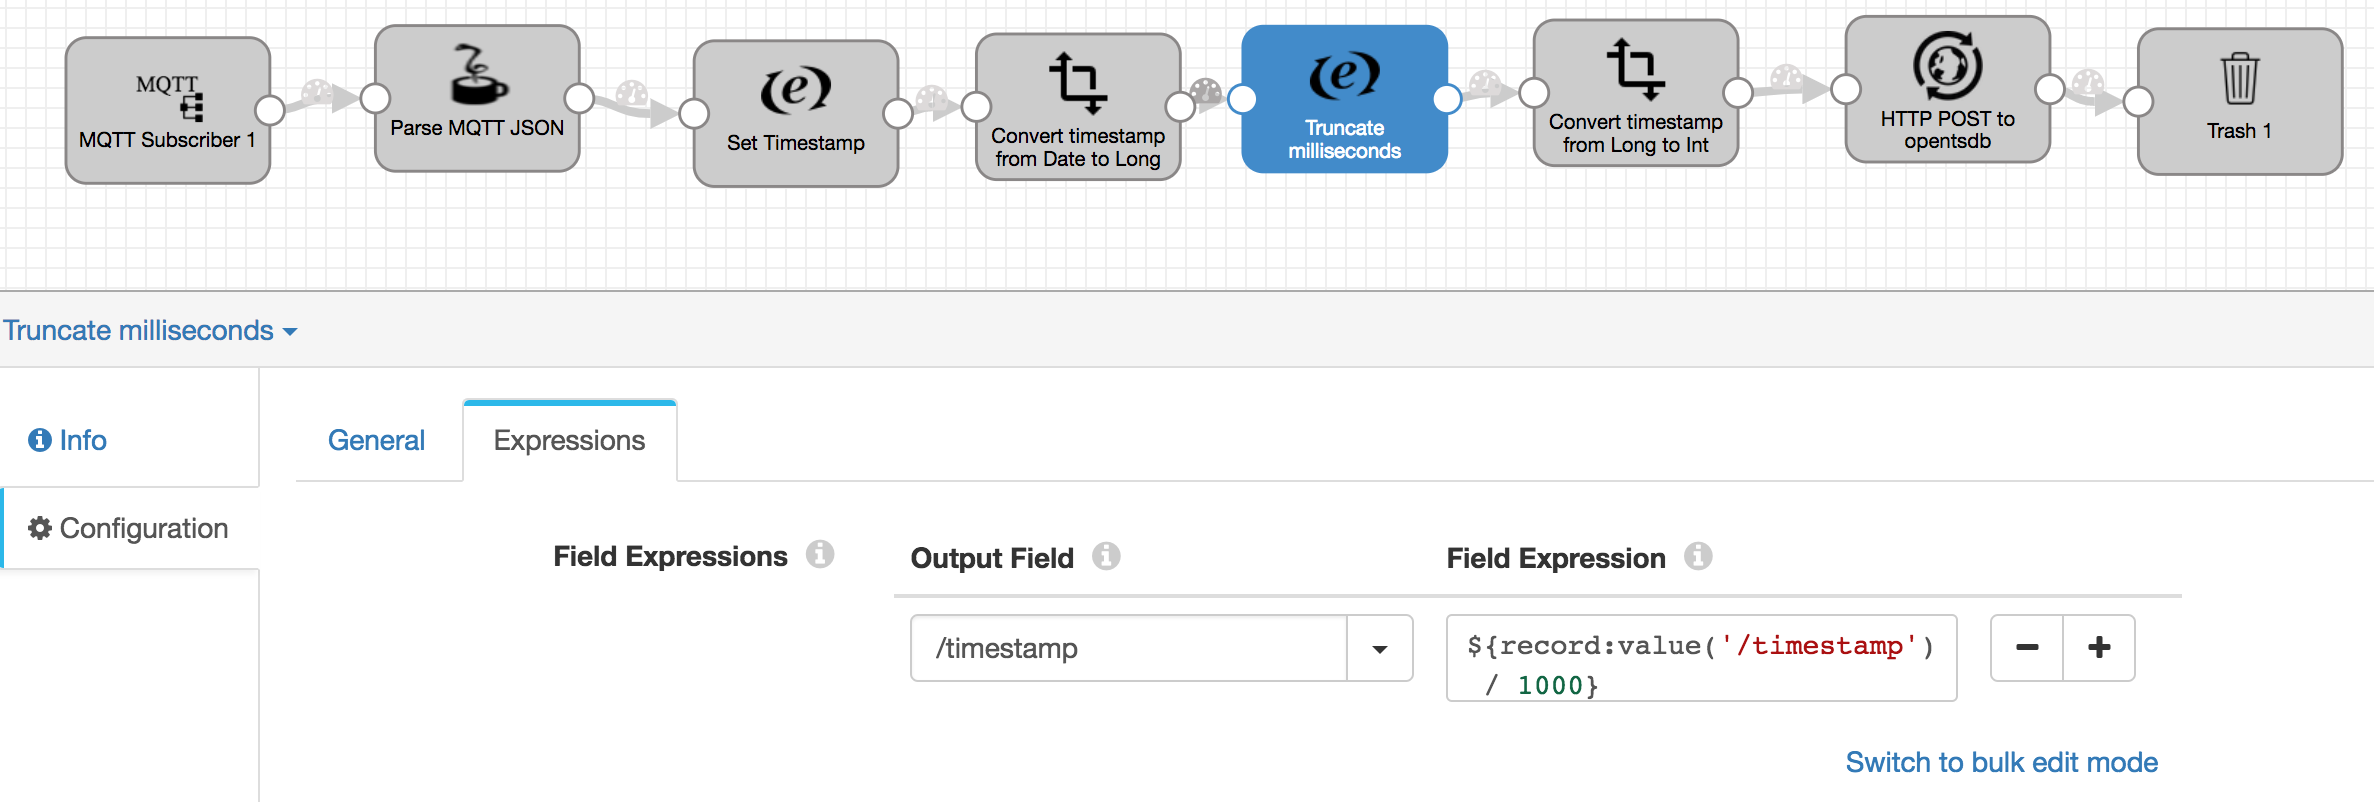 MQTT
MQTT Subscriber 1
Parse MQTT JSON
Set Timestamp
Convert timestamp
from Date to Long
Truncate
milliseconds
Convert timestamp
from Long to Int
HTTP POST to
opentsdb
Trash 1
Truncate milliseconds
Info
Configuration
General
Expressions
Field Expressions
Output Field
Field Expression
/timestamp
${record:value('/timestamp')
/ 1000}
Switch to bulk edit mode